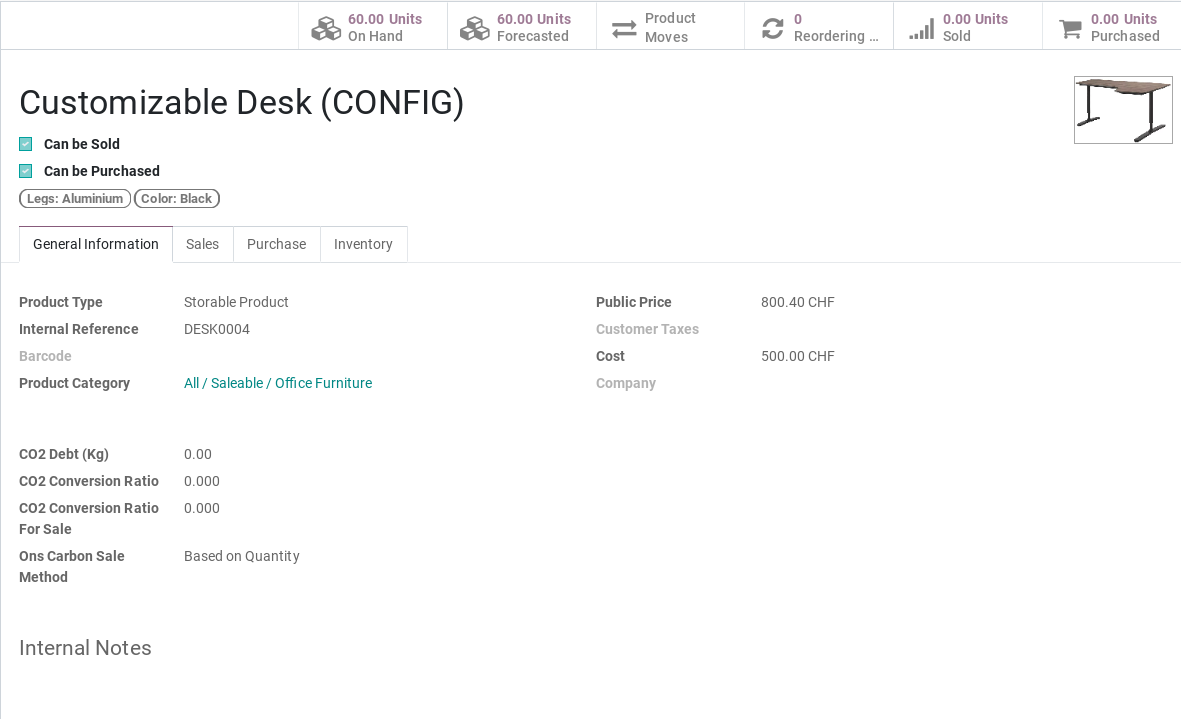 60.00 Units
On Hand
60.00 Units
Forecasted
Product
Moves
0
Reordering ...
0.00 Units
Sold
0.00 Units
Purchased
Customizable Desk (CONFIG)
Can be Sold
Can be Purchased
Legs: Aluminium Color: Black
General Information Sales Purchase Inventory
Product Type Storable Product
Internal Reference DESK0004
Barcode
Product Category All / Saleable / Office Furniture
Public Price 800.40 CHF
Customer Taxes
Cost 500.00 CHF
Company
CO2 Debt (Kg) 0.00
CO2 Conversion Ratio 0.000
CO2 Conversion Ratio 0.000
For Sale
Ons Carbon Sale Based on Quantity
Method
Internal Notes